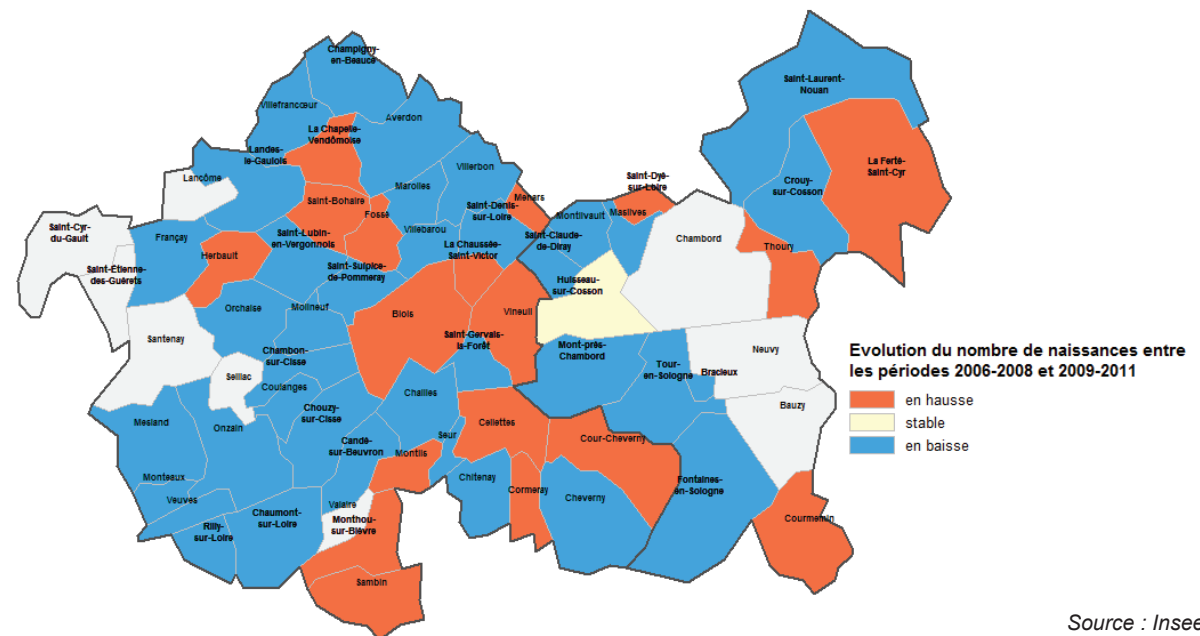 Champigny-
en-Beauce
Saint-Laurent-
Nouan
Villefrancœur
Averdon
La Chapelle-
Vendômoise
Landes-
le-Gaulois
Villerbon
La Ferté-
Saint-Cyr
Lancôme
Marolles
Saint-Dyé-
sur-Loire
Crouy-
sur-Cosson
Menars
Maslives
Saint-Bohaire
Fossé
Saint-Denis-
sur-Loire
Montlivault
Saint-Cyr-
du-Gault
Françay
Saint-Lubin-
en-Vergonnois
Villebarou
Saint-Claude-
de-Diray
Chambord
Thoury
Herbault
La Chaussée-
Saint-Victor
Saint-Étienne-
des-Guérets
Saint-Sulpice-
de-Pommeray
Huisseau-
sur-Cosson
Orchaise
Molineuf
Blois
Vineuil
Santenay
Saint-Gervais-
la-Forêt
Mont-près-
Chambord
Neuvy
Chambon-
sur-Cisse
Tour-
en-Sologne
Bracieux
Seillac
Coulanges
Chailles
Bauzy
Mesland
Onzain
Chouzy-
sur-Cisse
Cellettes
Cour-Cheverny
Candé-
sur-Beuvron
Seur
Montils
Monteaux
Chitenay
Cormeray
Cheverny
Fontaines-
en-Sologne
Veuves
Valaire
Chaumont-
sur-Loire
Monthou-
sur-Bièvre
Courmemin
Rilly-
sur-Loire
Sambin
Evolution du nombre de naissances entre
les périodes 2006-2008 et 2009-2011
en hausse
stable
en baisse
Source : Insee